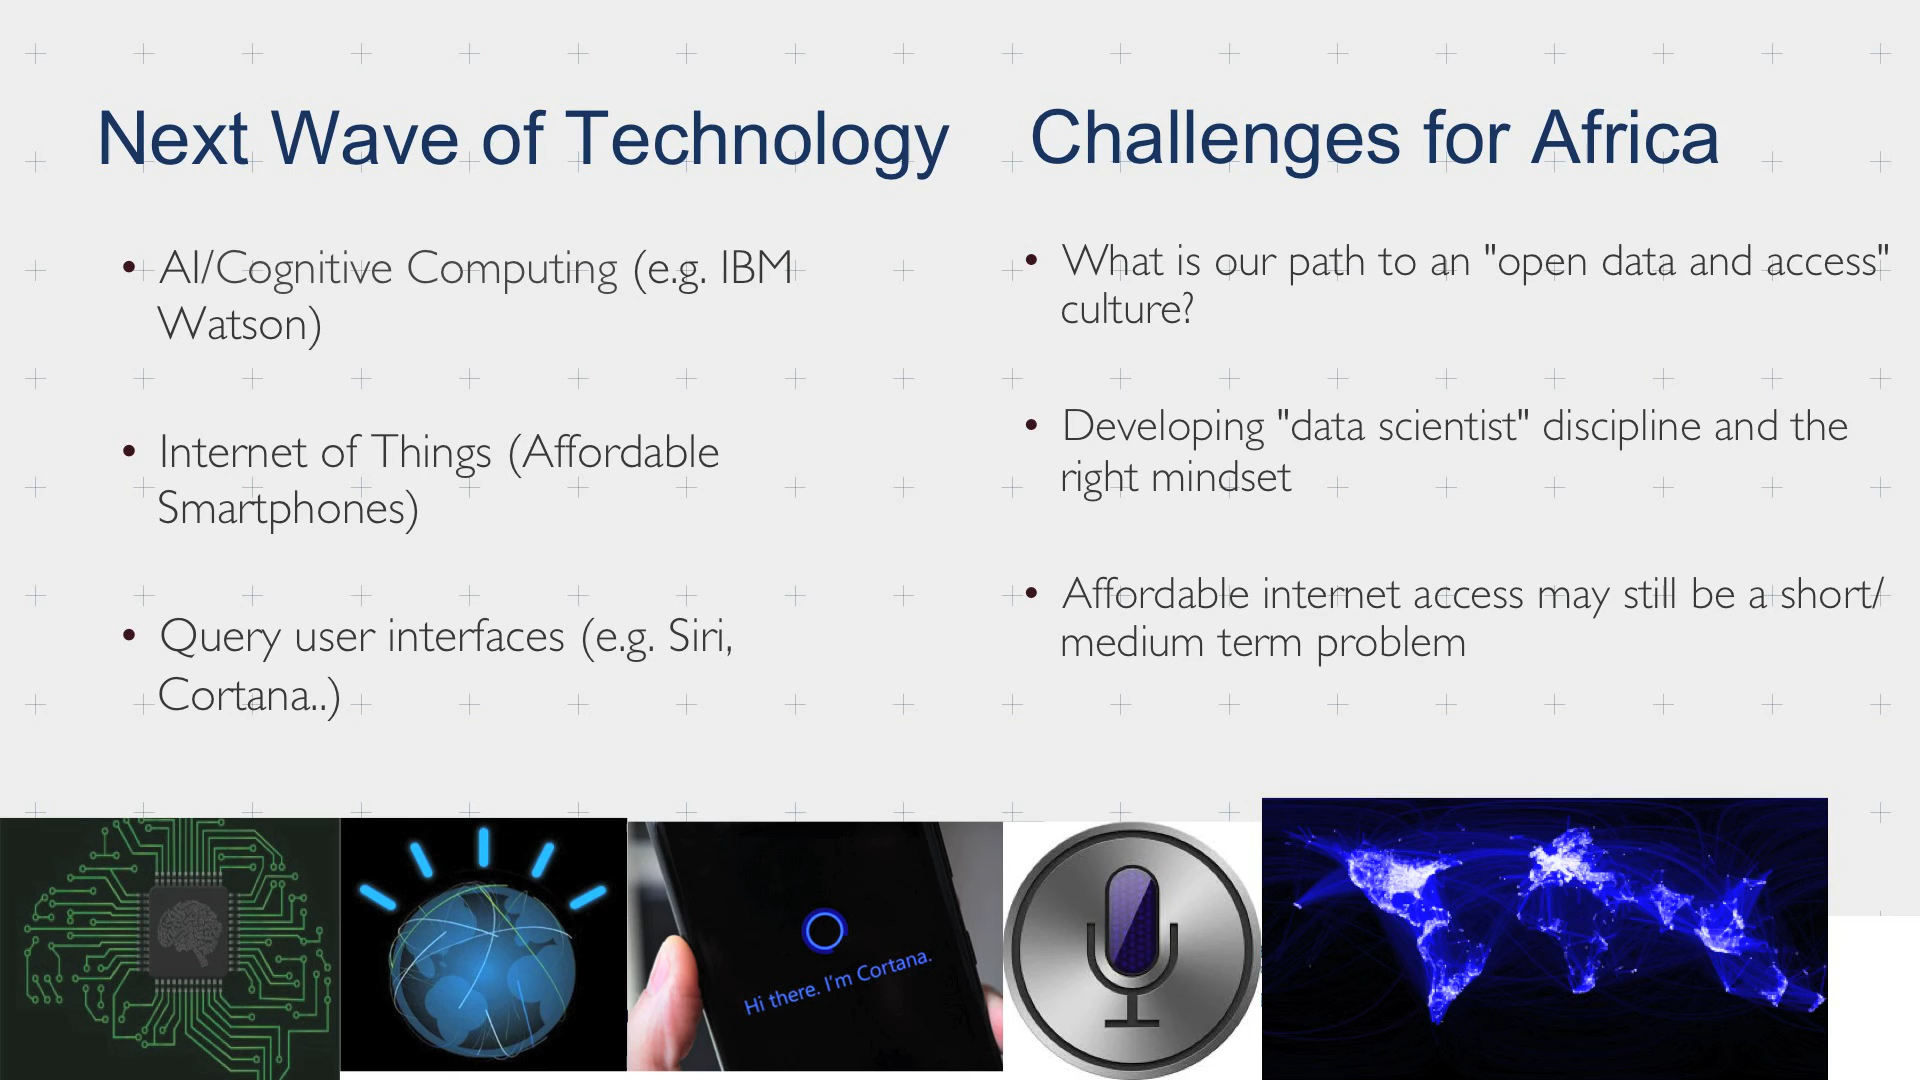 Next Wave of Technology
• AI/Cognitive Computing (e.g. IBM
Watson)
• Internet of Things (Affordable
Smartphones)
• Query user interfaces (e.g. Siri,
Cortana..)
Challenges for Africa
• What is our path to an "open data and access"
culture?
• Developing "data scientist" discipline and the
right mindset
• Affordable internet access may still be a short/
medium term problem
Hi there. I'm Cortana.